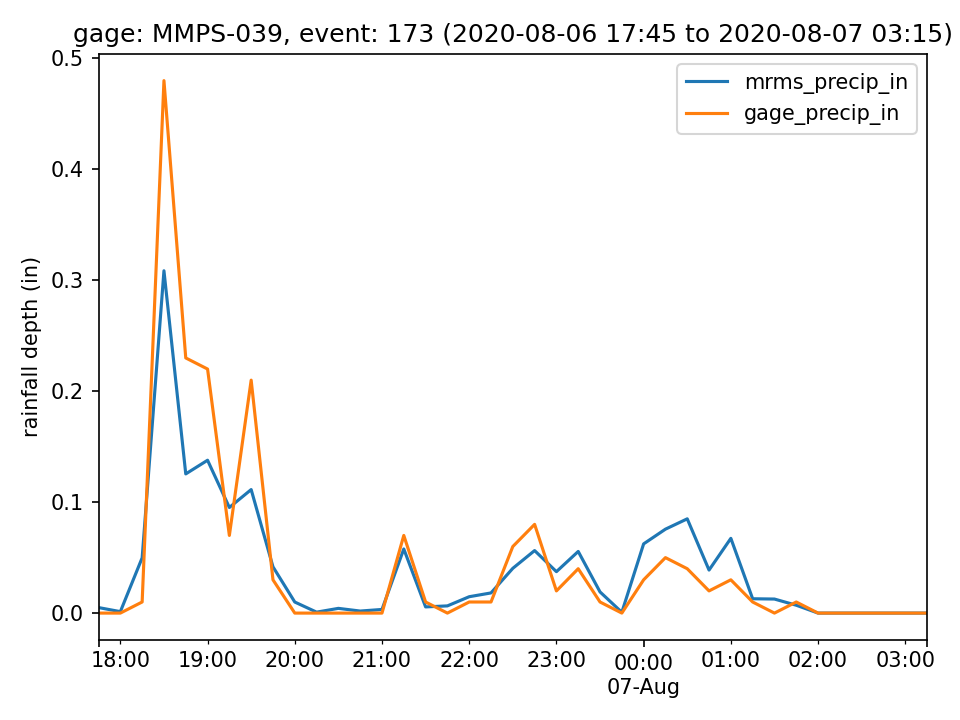 gage: MMPS-039, event: 173 (2020-08-06 17:45 to 2020-08-07 03:15)
mrms_precip_in
gage_precip_in
rainfall depth (in)
0.5
0.4
0.3
0.2
0.1
0.0
18:00 19:00 20:00 21:00 22:00 23:00 00:00 01:00 02:00 03:00
07-Aug